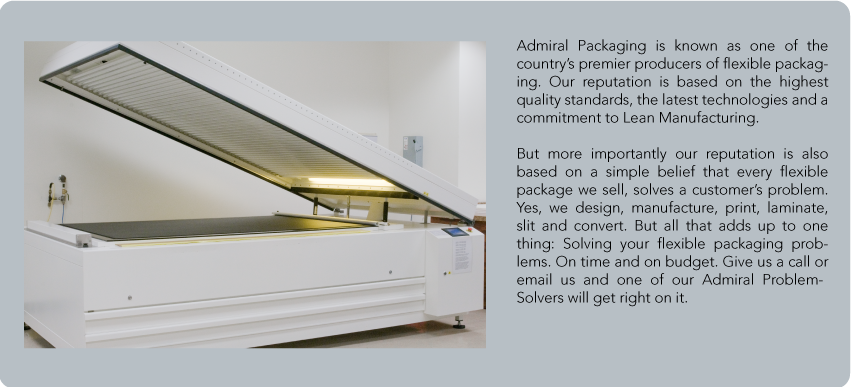 Admiral Packaging is known as one of the
country's premier producers of flexible packag-
ing. Our reputation is based on the highest
quality standards, the latest technologies and a
commitment to Lean Manufacturing.
But more importantly our reputation is also
based on a simple belief that every flexible
package we sell, solves a customer's problem.
Yes, we design, manufacture, print, laminate,
slit and convert. But all that adds up to one
thing: Solving your flexible packaging prob-
lems. On time and on budget. Give us a call or
email us and one of our Admiral Problem-
Solvers will get right on it.